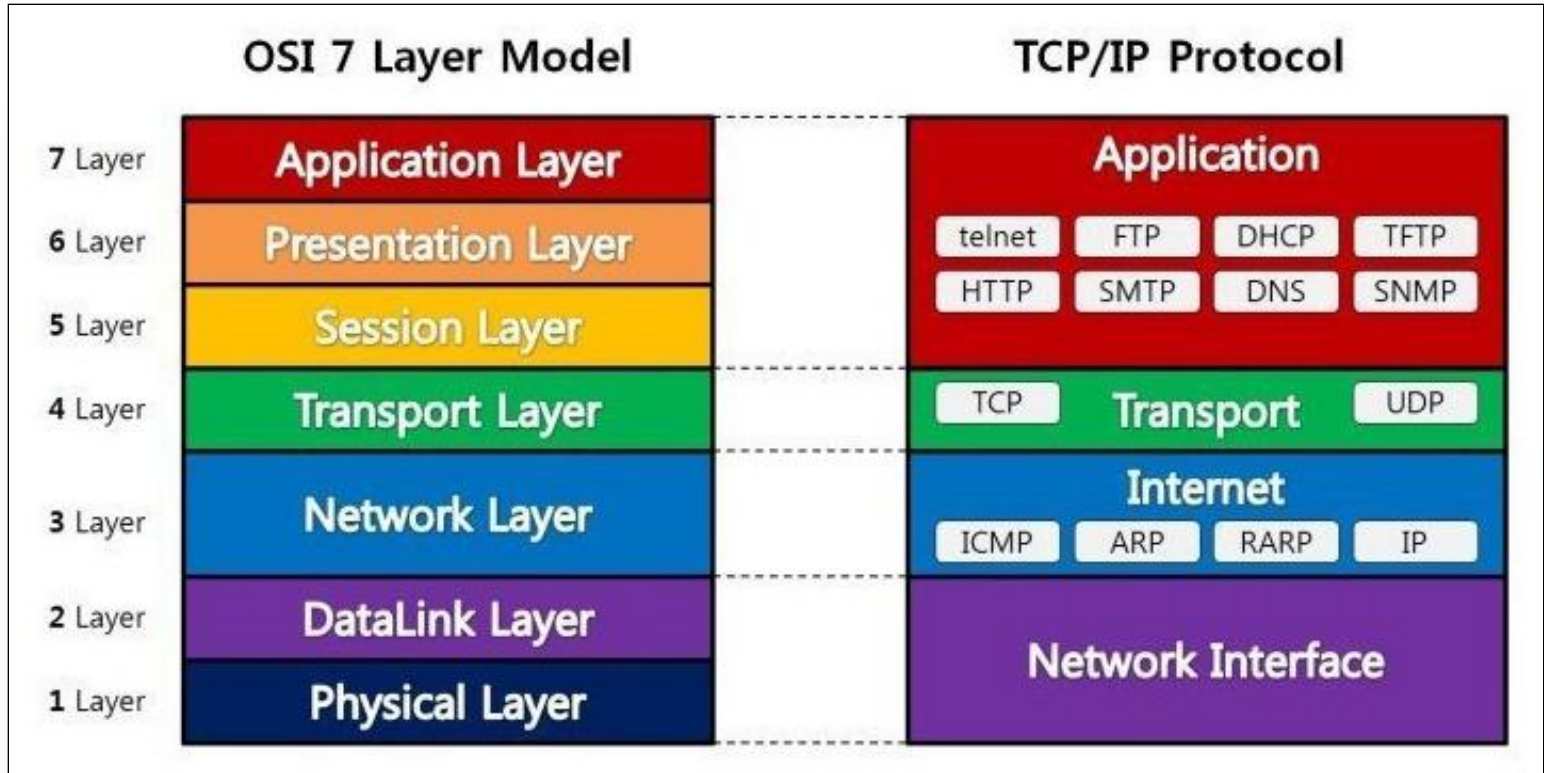 OSI 7 Layer Model
7 Layer
Application Layer
6 Layer
Presentation Layer
5 Layer
Session Layer
4 Layer
Transport Layer
3 Layer
Network Layer
2 Layer
DataLink Layer
1 Layer
Physical Layer
TCP/IP Protocol
Application
telnet FTP DHCP TFTP
HTTP SMTP DNS SNMP
TCP Transport UDP
Internet
ICMP ARP RARP IP
Network Interface